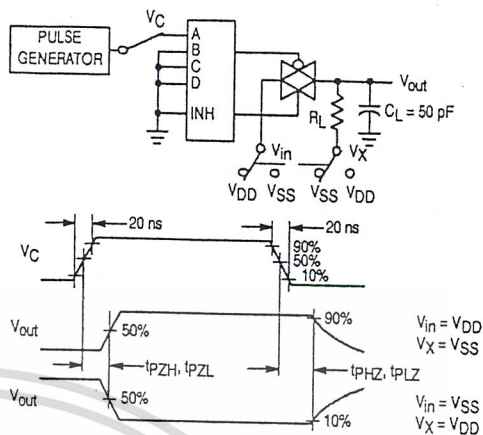 PULSE
GENERATOR
VC
A
B
C
D
INH
Vout
RL
CL = 50 pF
Vin
VX
VDD
VSS
VSS
VDD
20 ns
20 ns
VC
90%
50%
10%
Vout
50%
90%
Vin = VDD
VX = VSS
tPZH, tPZL
tPHZ, tPLZ
Vout
50%
10%
Vin = VSS
VX = VDD